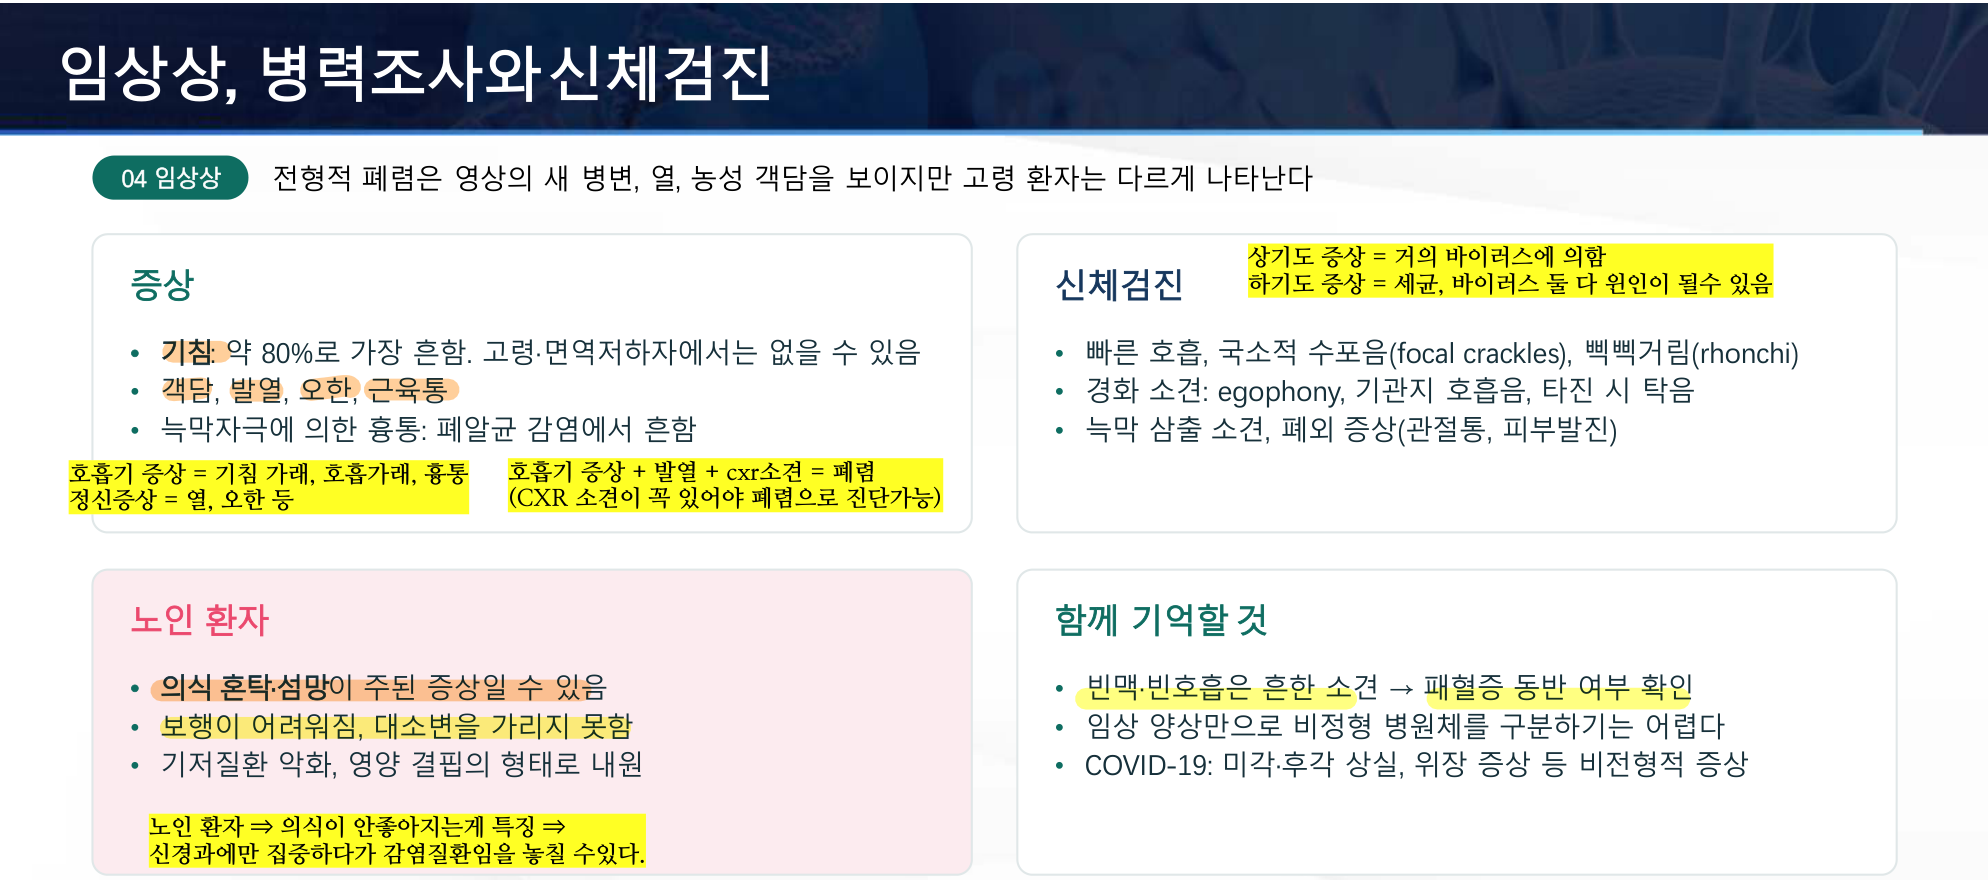 임상상, 병력조사와 신체검진
04 임상상
전형적 폐렴은 영상의 새 병변, 열, 농성 객담을 보이지만 고령 환자는 다르게 나타난다
증상
• 기침: 약 80%로 가장 흔함. 고령·면역저하자에서는 없을 수 있음
• 객담, 발열, 오한, 근육통
• 늑막자극에 의한 흉통: 폐알균 감염에서 흔함
호흡기 증상 = 기침 가래, 호흡가래, 흉통
정신증상 = 열, 오한 등
호흡기 증상 + 발열 + cxr소견 = 폐렴
(CXR 소견이 꼭 있어야 폐렴으로 진단가능)
신체검진
상기도 증상 = 거의 바이러스에 의함
하기도 증상 = 세균, 바이러스 둘 다 원인이 될수 있음
• 빠른 호흡, 국소적 수포음(focal crackles), 삑삑거림(rhonchi)
• 경화 소견: egophony, 기관지 호흡음, 타진 시 탁음
• 늑막 삼출 소견, 폐외 증상(관절통, 피부발진)
노인 환자
• 의식 혼탁·섬망이 주된 증상일 수 있음
• 보행이 어려워짐, 대소변을 가리지 못함
• 기저질환 악화, 영양 결핍의 형태로 내원
노인 환자 ⇒ 의식이 안좋아지는게 특징 ⇒
신경과에만 집중하다가 감염질환임을 놓칠 수있다.
함께 기억할 것
• 빈맥·빈호흡은 흔한 소견 → 패혈증 동반 여부 확인
• 임상 양상만으로 비정형 병원체를 구분하기는 어렵다
• COVID-19: 미각·후각 상실, 위장 증상 등 비전형적 증상